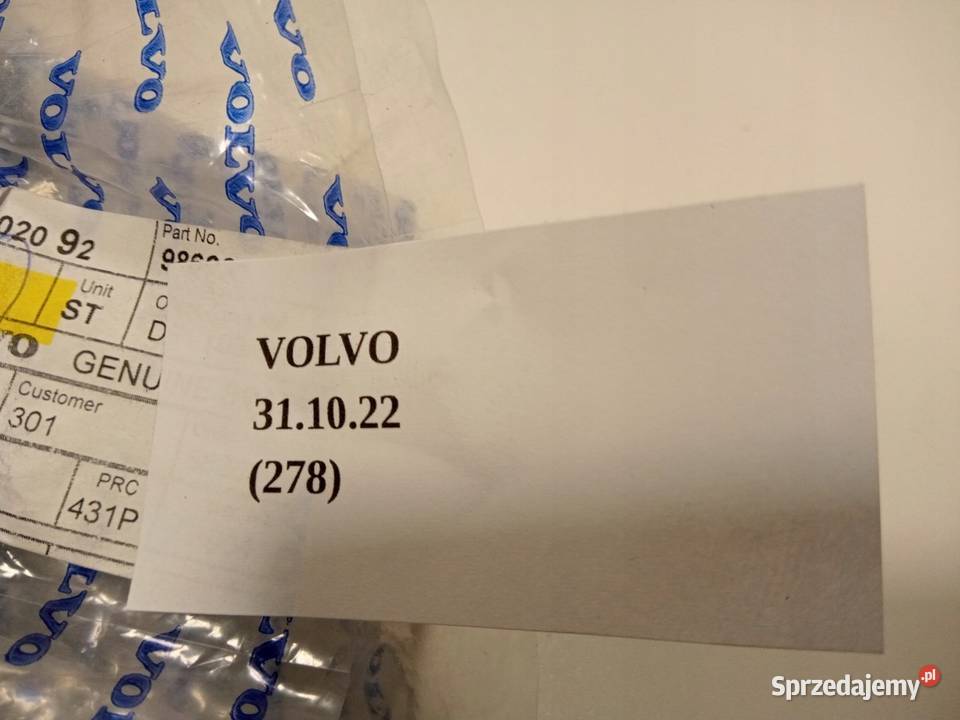 VOLVO
VOLVO
VOLVO
VOLVO
020 92
Part No.
Unit
ST
GENU
Customer
301
PRC
431P
VOLVO
31.10.22
(278)
Sprzedajemy.pl